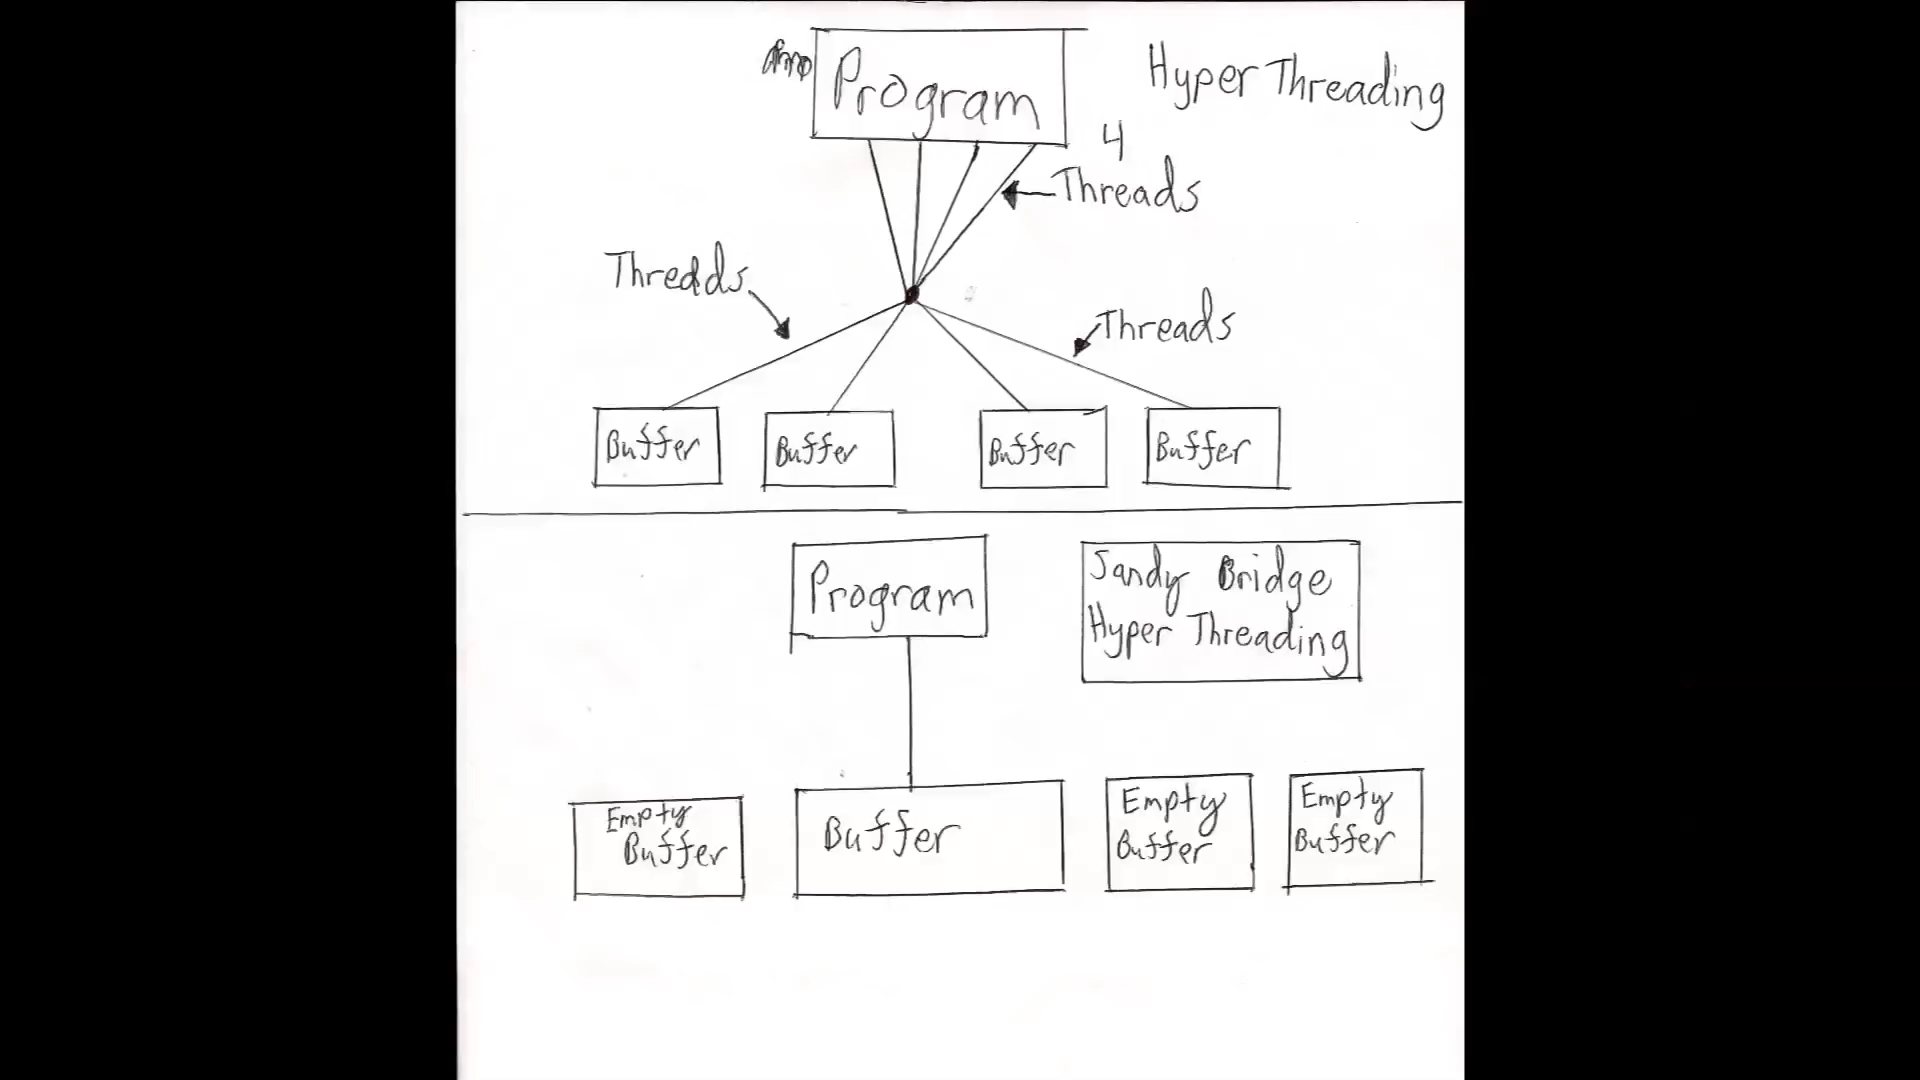 Program
Hyper Threading
4
Threads
Thredds
Threads
Buffer
Buffer
Buffer
Buffer
Program
Sandy Bridge
Hyper Threading
Empty
Buffer
Buffer
Empty
Buffer
Empty
Buffer